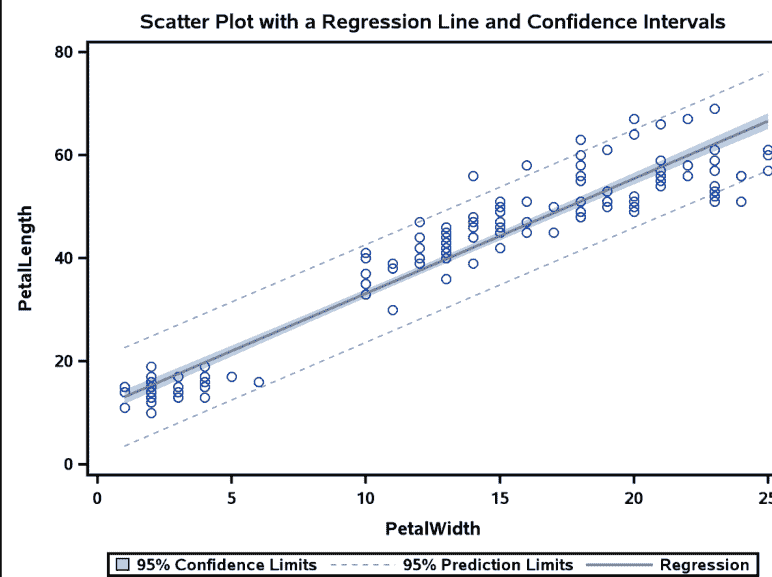 Scatter Plot with a Regression Line and Confidence Intervals
80
60
40
20
0
PetalLength
0 5 10 15 20 25
PetalWidth
95% Confidence Limits 95% Prediction Limits Regression